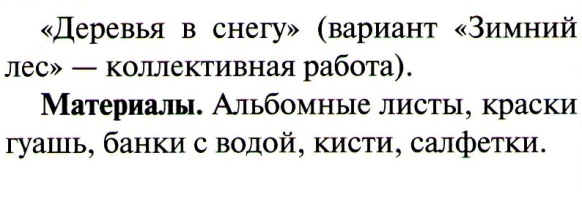 «Деревья в снегу» (вариант «Зимний
лес» — коллективная работа).
Материалы. Альбомные листы, краски
гуашь, банки с водой, кисти, салфетки.